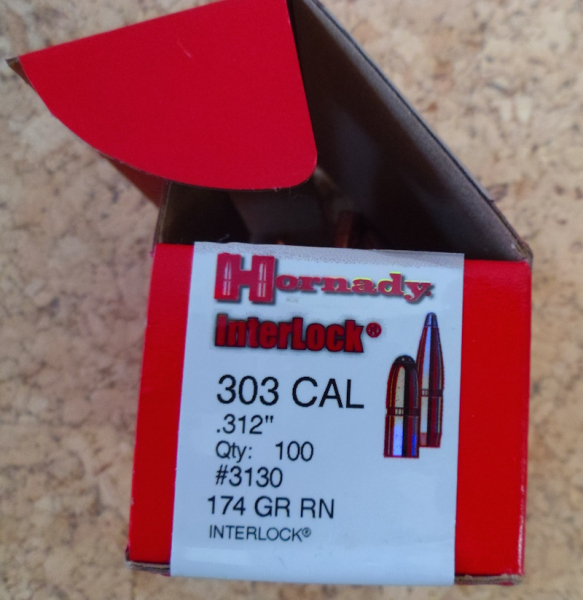 Hornady
InterLock®
303 CAL
.312"
Qty: 100
#3130
174 GR RN
INTERLOCK®